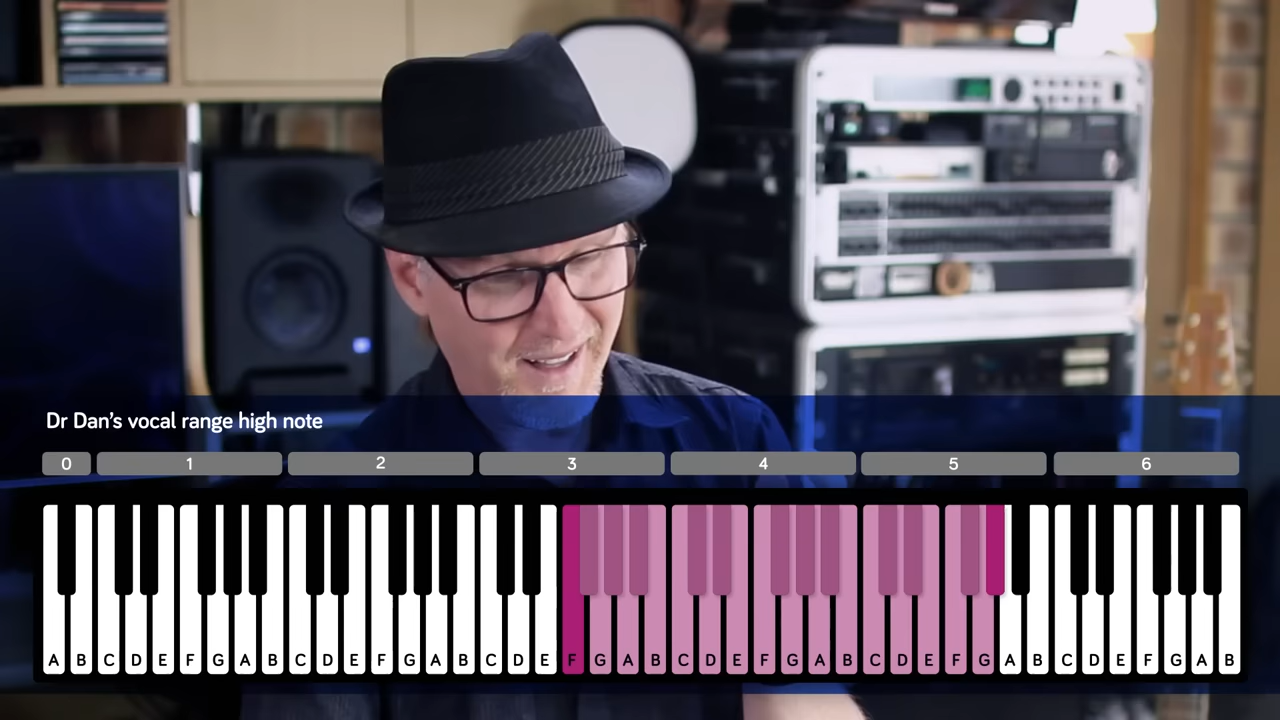 Dr Dan’s vocal range high note
0 1 2 3 4 5 6
A B C D E F G A B C D E F G A B C D E F G A B C D E F G A B C D E F G A B C D E F G A B